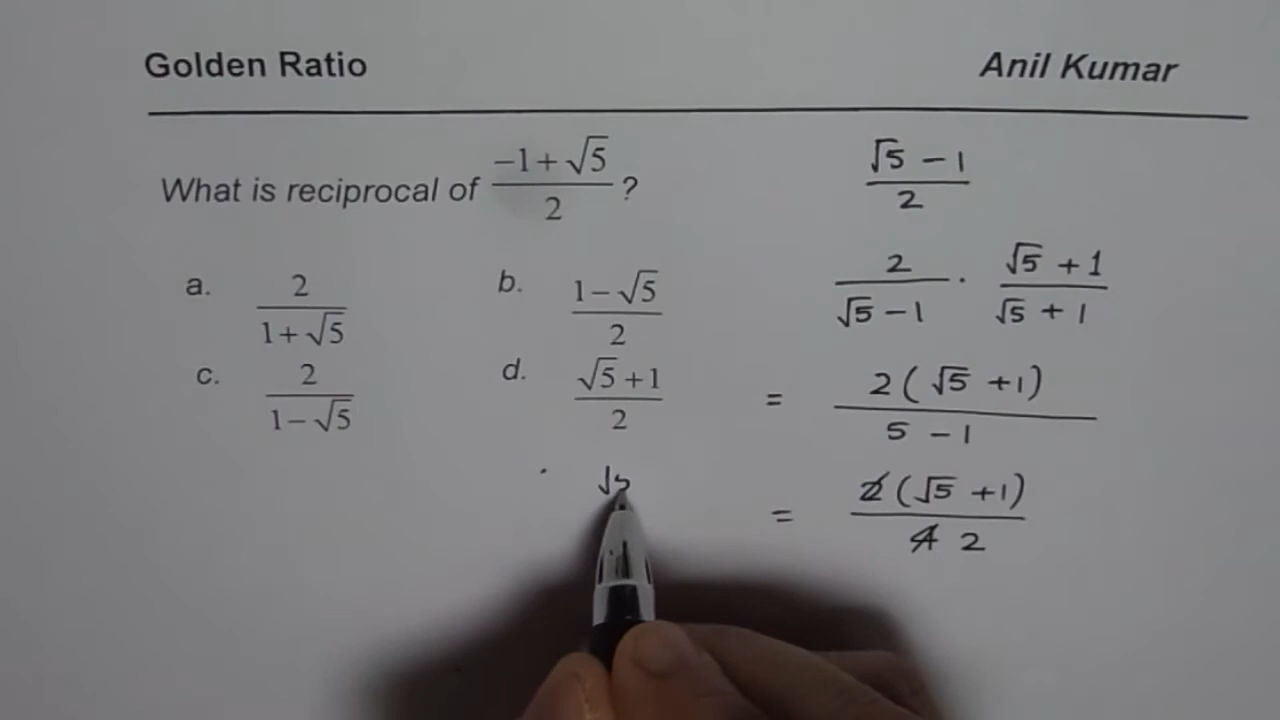 Golden Ratio Anil Kumar
What is reciprocal of (−1+√5)/2 ?
a. 2/(1+√5) b. (1−√5)/2
c. 2/(1−√5) d. (√5+1)/2
(√5 − 1)/2
2/(√5 − 1) · (√5 + 1)/(√5 + 1)
= 2(√5 + 1)/(5 − 1)
= 2(√5 + 1)/4 2
√5